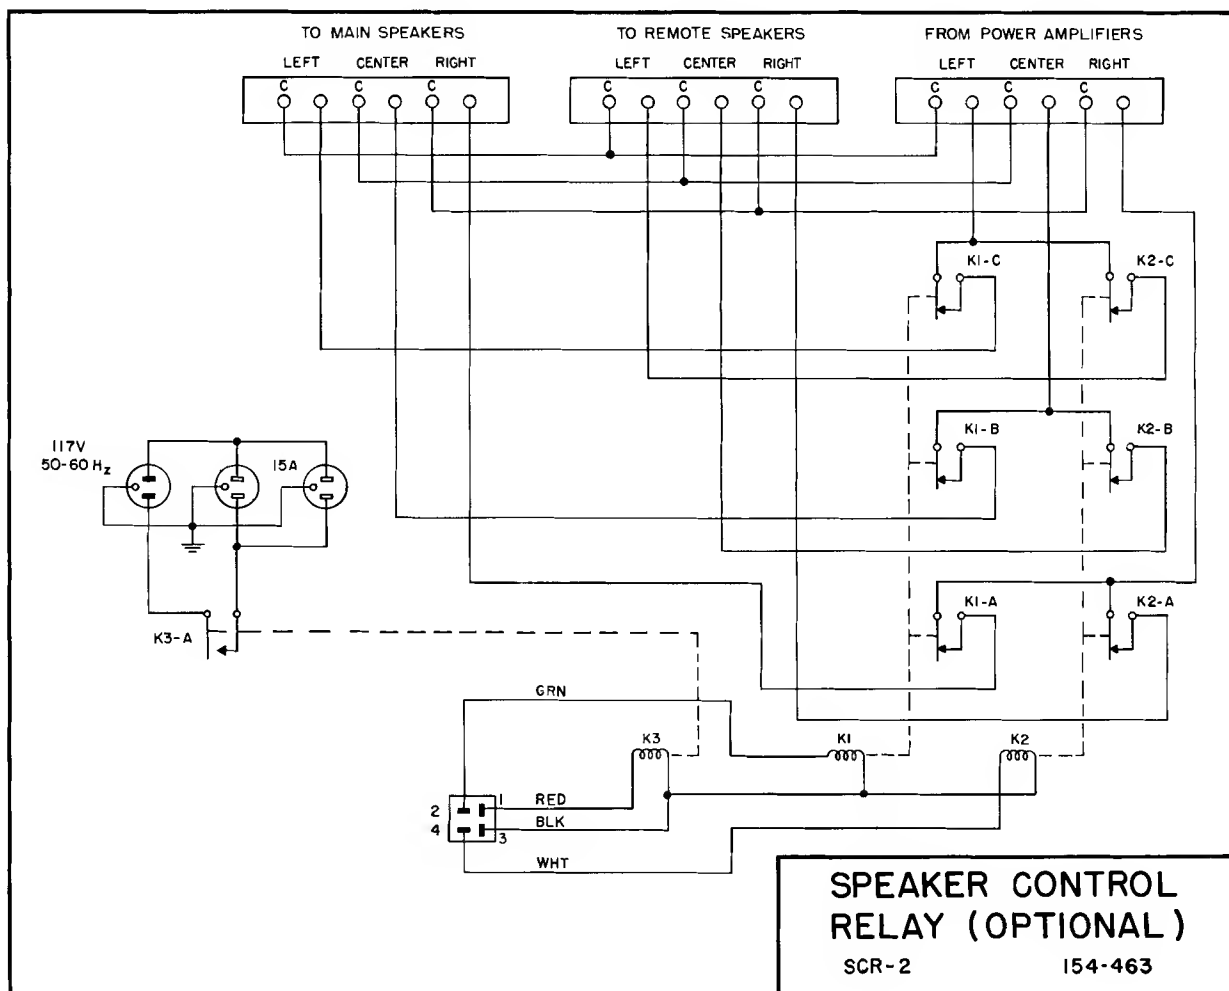 TO MAIN SPEAKERS
TO REMOTE SPEAKERS
FROM POWER AMPLIFIERS
LEFT CENTER RIGHT
LEFT CENTER RIGHT
LEFT CENTER RIGHT
C C C
C C C
C C C
K1-C
K2-C
K1-B
K2-B
117V
50-60 Hz
15A
K1-A
K2-A
K3-A
GRN
K3
K1
K2
1
RED
2
BLK
4
3
WHT
SPEAKER CONTROL
RELAY (OPTIONAL)
SCR-2 154-463